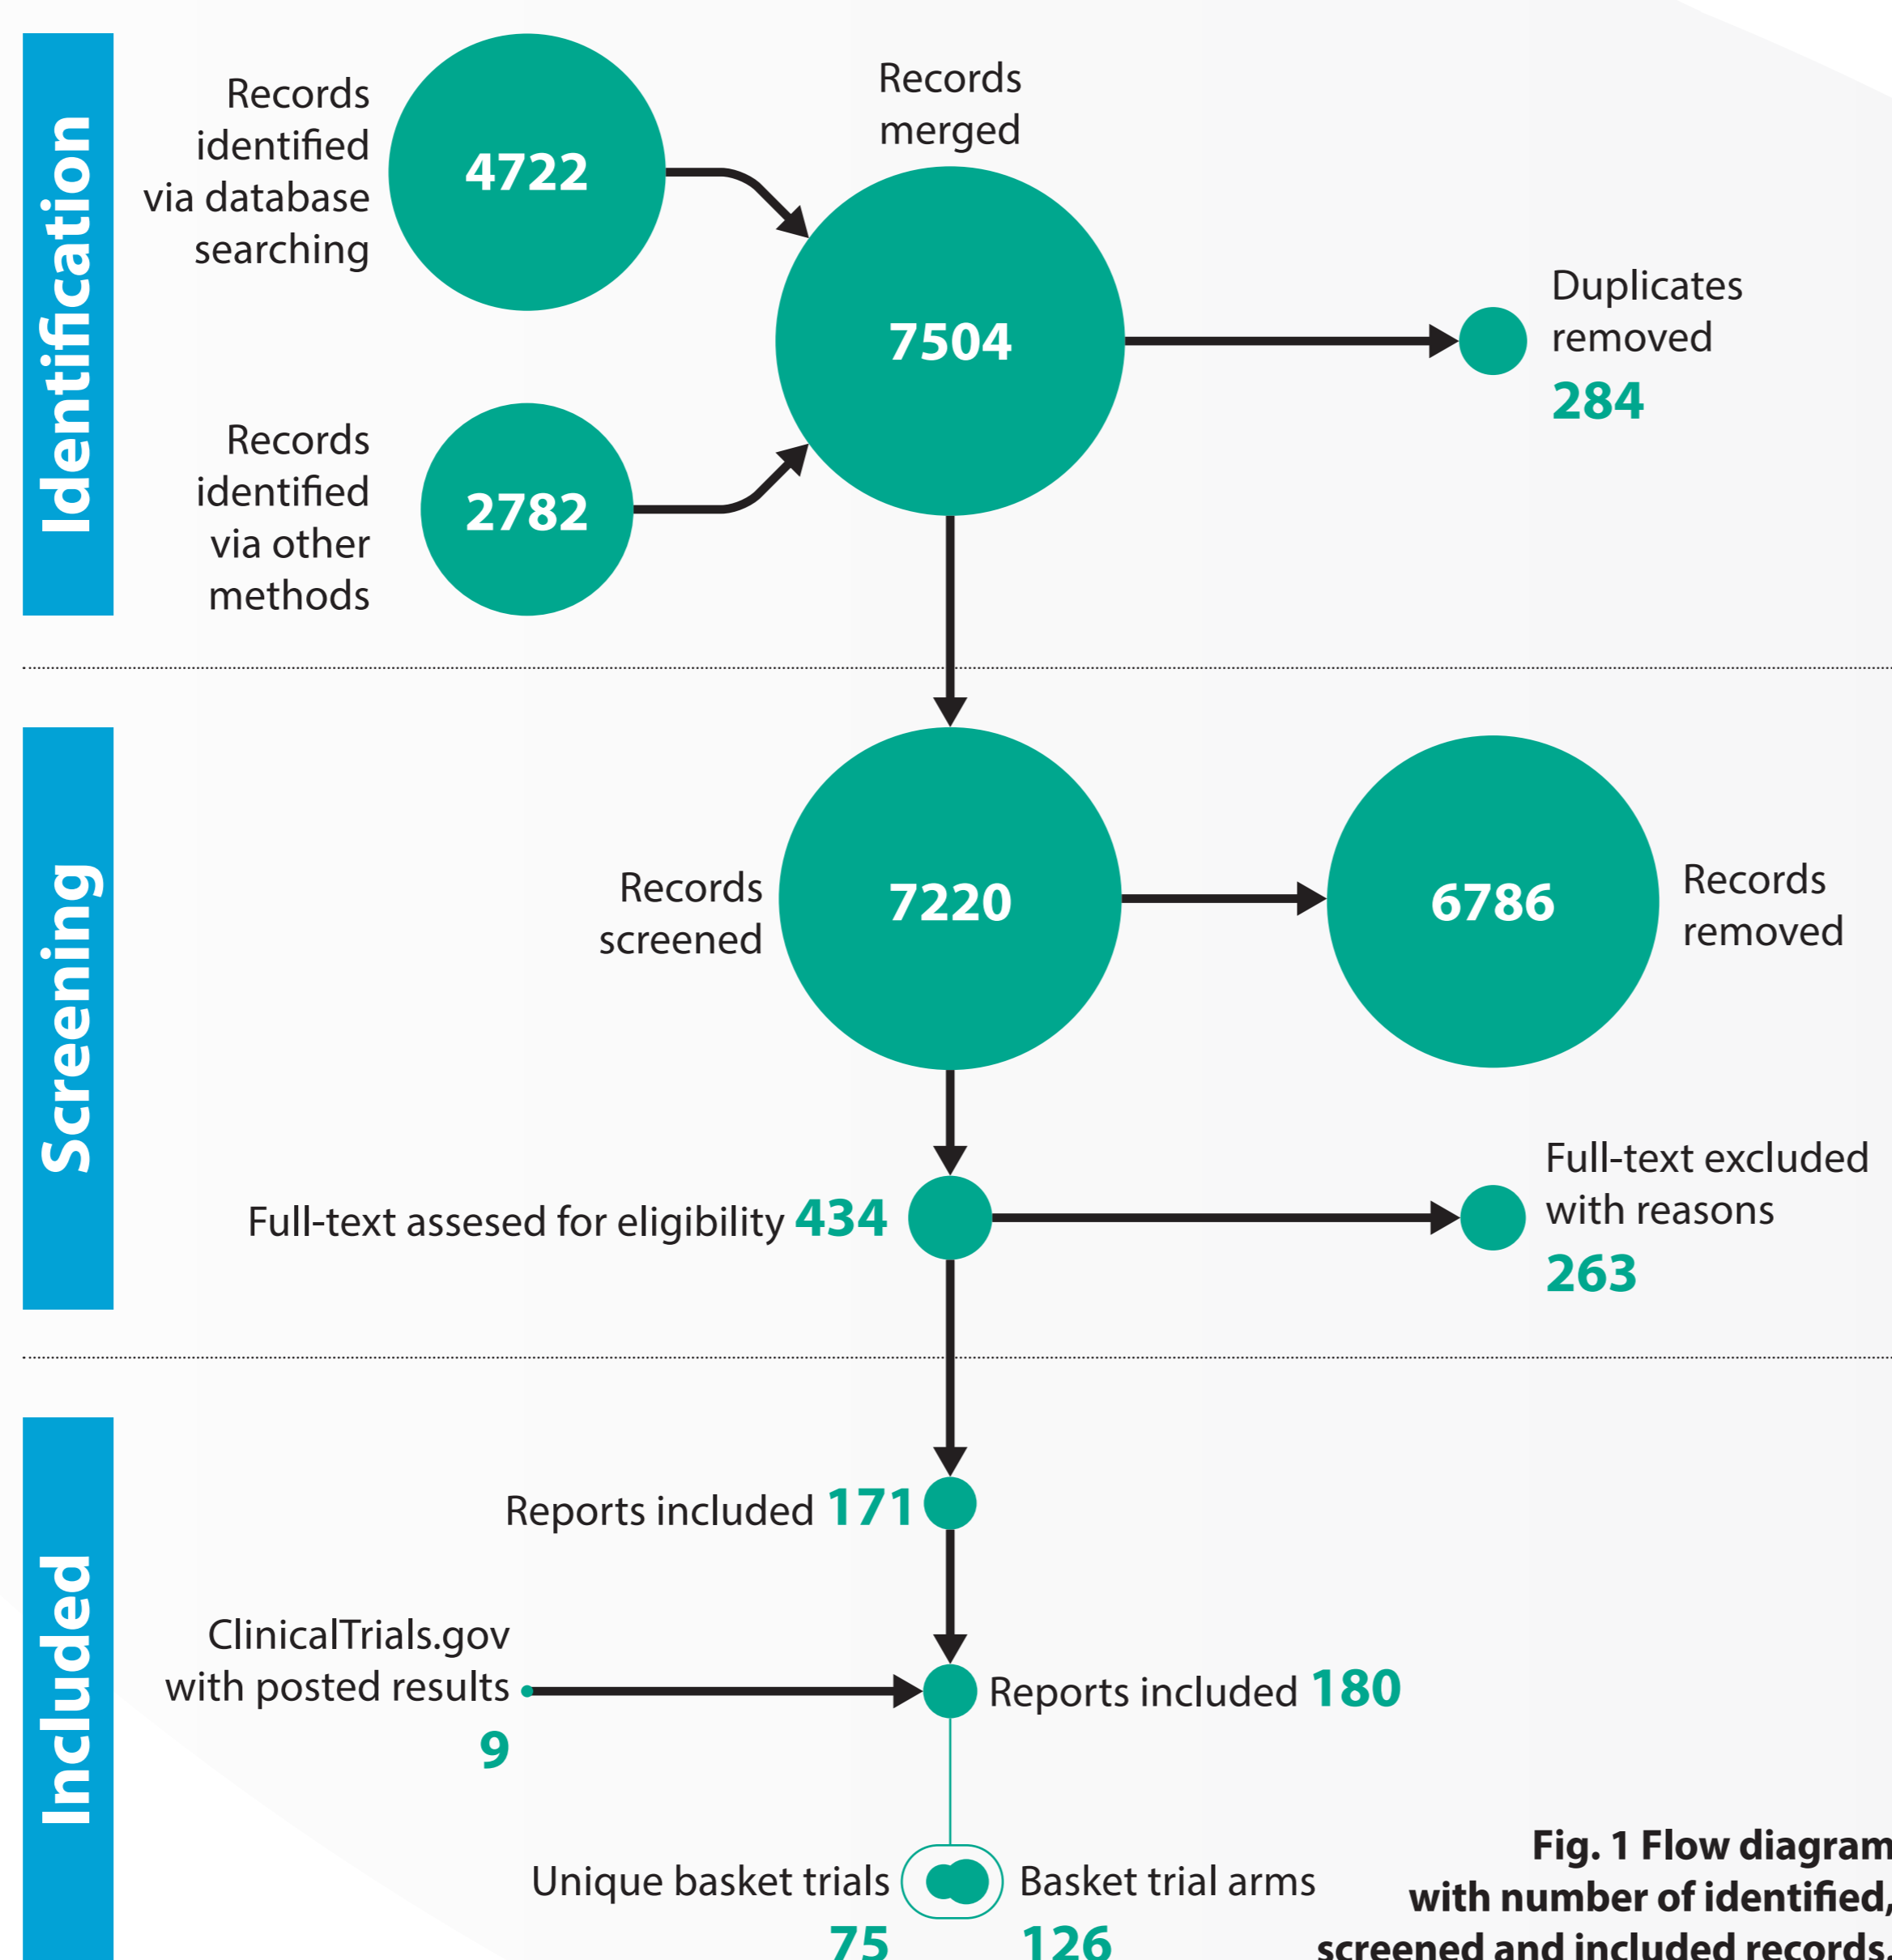 Identification
Records
identified
via database
searching
4722
Records
merged
7504
Duplicates
removed
284
Records
identified
via other
methods
2782
Screening
Records
screened
7220
6786
Records
removed
Full-text assesed for eligibility 434
Full-text excluded
with reasons
263
Included
Reports included 171
ClinicalTrials.gov
with posted results
9
Reports included 180
Unique basket trials
75
Basket trial arms
126
Fig. 1 Flow diagram
with number of identified,
screened and included records.